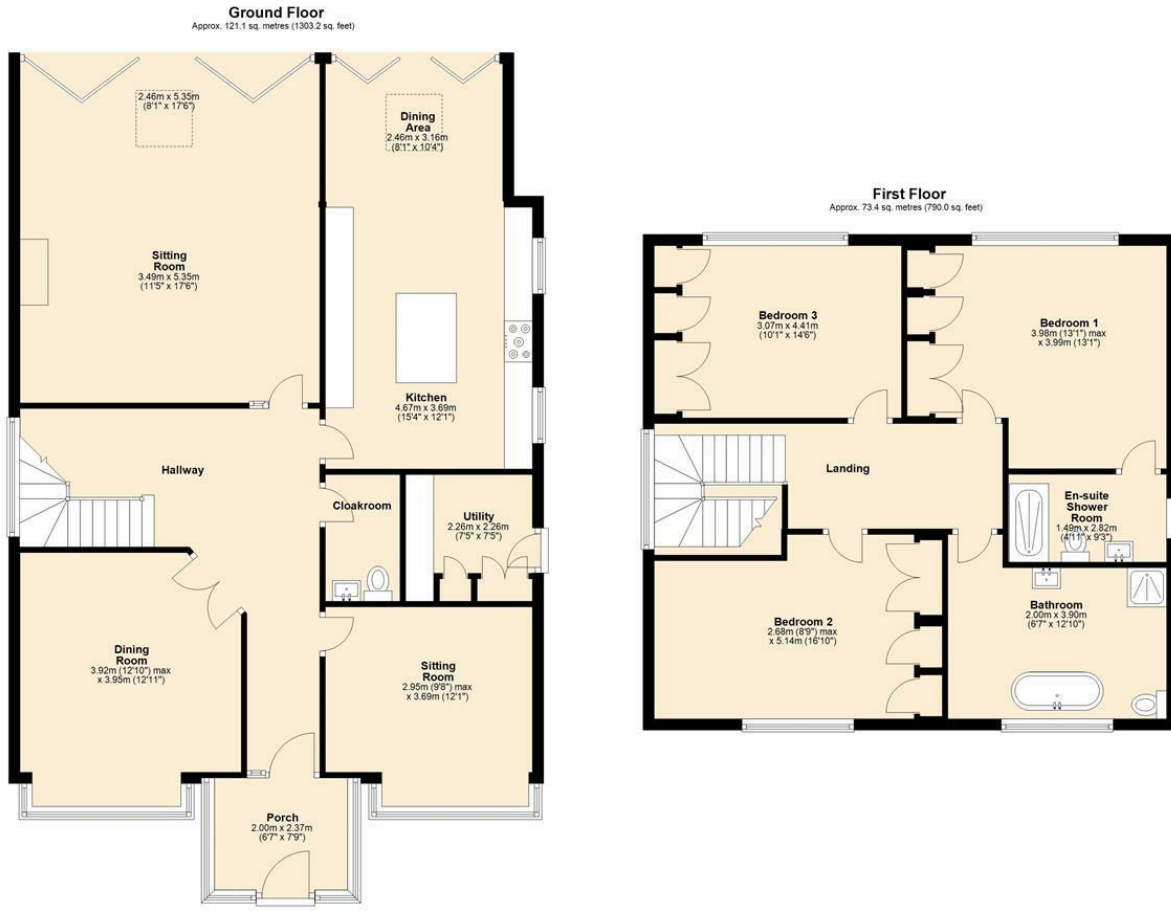 Ground Floor
Approx. 121.1 sq. metres (1303.2 sq. feet)
2.46m x 5.35m
(8'1" x 17'6")
Dining
Area
2.46m x 3.16m
(8'1" x 10'4")
Sitting
Room
3.49m x 5.35m
(11'5" x 17'6")
Kitchen
4.67m x 3.69m
(15'4" x 12'1")
Hallway
Cloakroom
Utility
2.26m x 2.26m
(7'5" x 7'5")
Dining
Room
3.92m (12'10") max
x 3.95m (12'11")
Sitting
Room
2.95m (9'8") max
x 3.69m (12'1")
Porch
2.00m x 2.37m
(6'7" x 7'9")
First Floor
Approx. 73.4 sq. metres (790.0 sq. feet)
Bedroom 3
3.07m x 4.41m
(10'1" x 14'6")
Bedroom 1
3.98m (13'1") max
x 3.99m (13'1")
Landing
En-suite
Shower
Room
1.49m x 2.82m
(4'11" x 9'3")
Bedroom 2
2.68m (8'9") max
x 5.14m (16'10")
Bathroom
2.00m x 3.90m
(6'7" x 12'10")